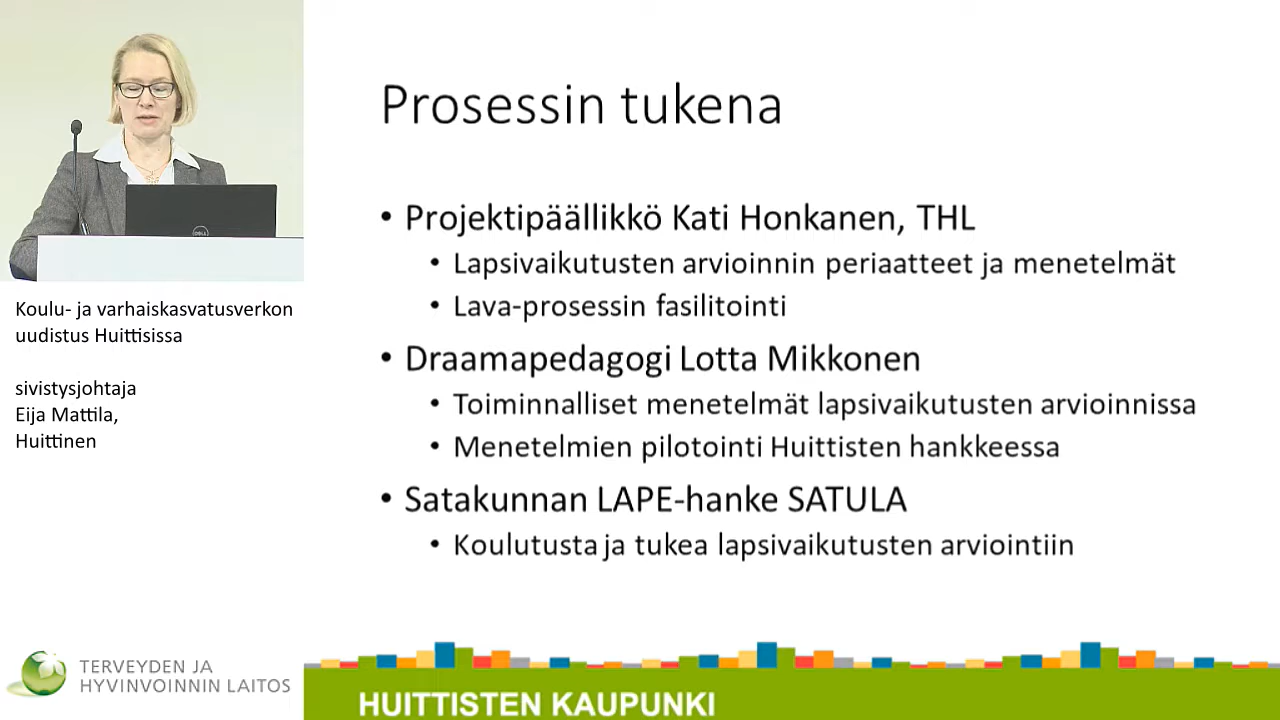 Prosessin tukena
• Projektipäällikkö Kati Honkanen, THL
• Lapsivaikutusten arvioinnin periaatteet ja menetelmät
• Lava-prosessin fasilitointi
• Draamapedagogi Lotta Mikkonen
• Toiminnalliset menetelmät lapsivaikutusten arvioinnissa
• Menetelmien pilotointi Huittisten hankkeessa
• Satakunnan LAPE-hanke SATULA
• Koulutusta ja tukea lapsivaikutusten arviointiin
DELL
Koulu- ja varhaiskasvatusverkon
uudistus Huittisissa
sivistysjohtaja
Eija Mattila,
Huittinen
TERVEYDEN JA
HYVINVOINNIN LAITOS
HUITTISTEN KAUPUNKI